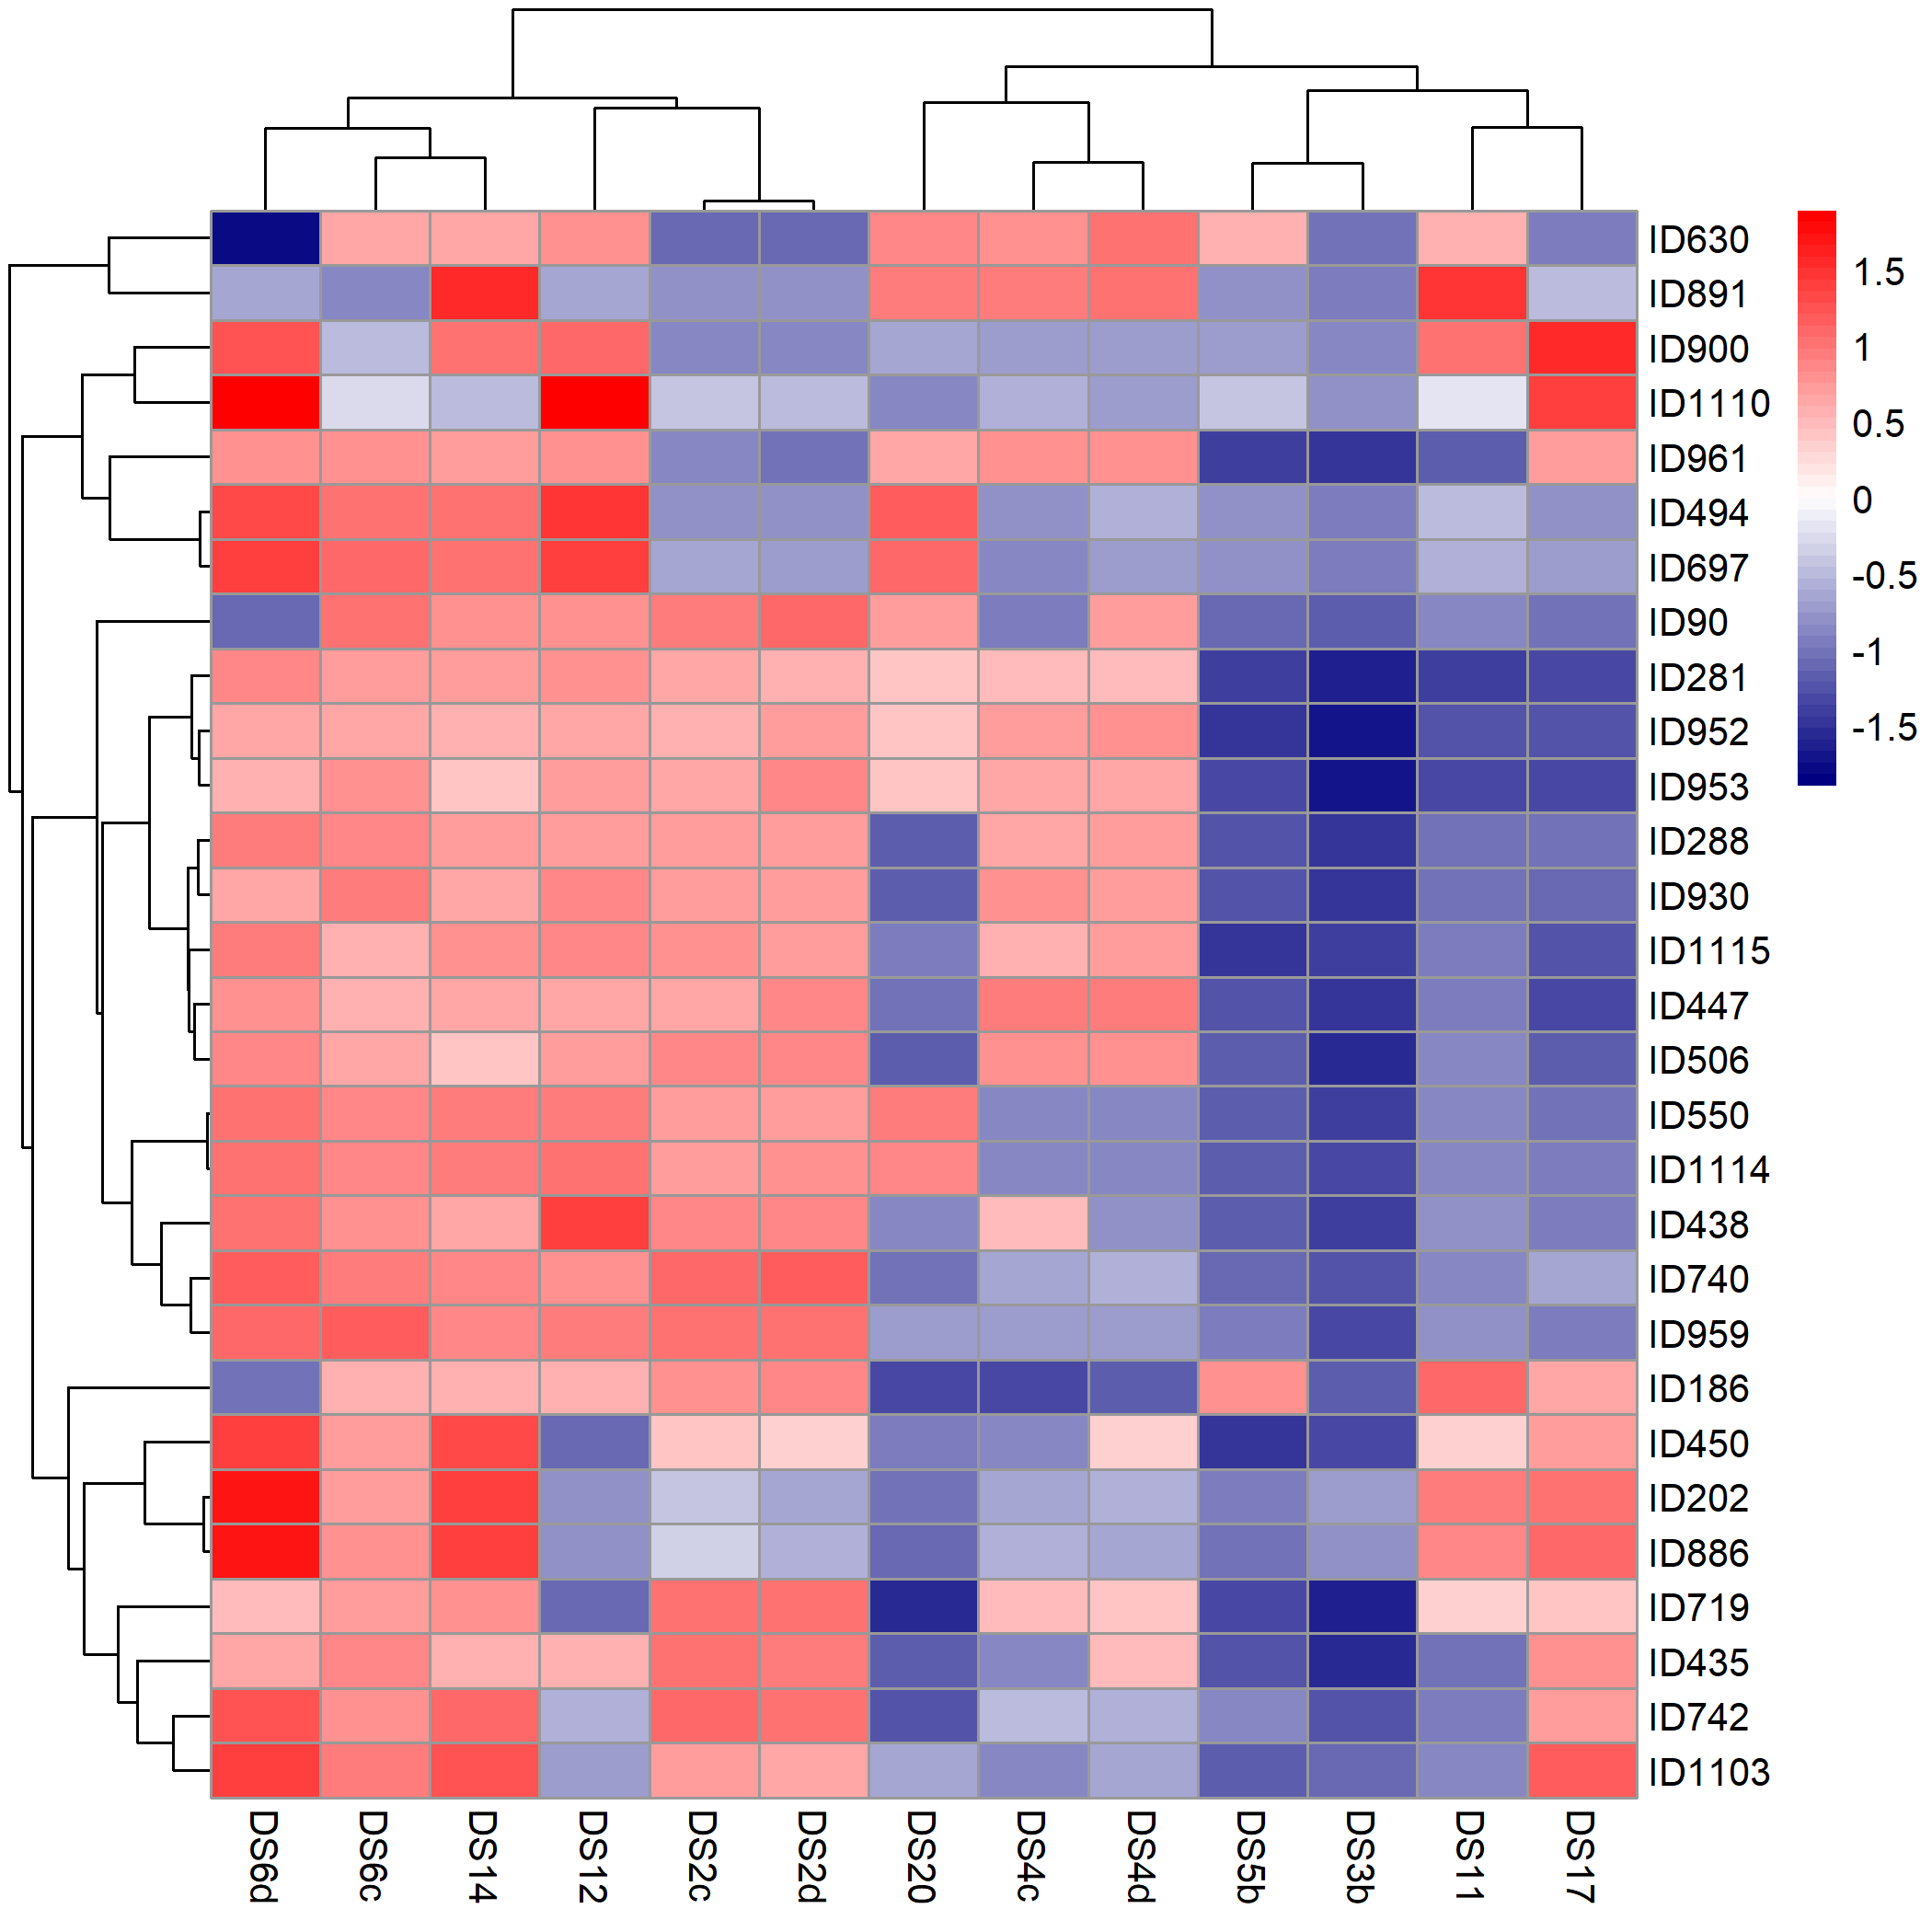 ID630
ID891
ID900
ID1110
ID961
ID494
ID697
ID90
ID281
ID952
ID953
ID288
ID930
ID1115
ID447
ID506
ID550
ID1114
ID438
ID740
ID959
ID186
ID450
ID202
ID886
ID719
ID435
ID742
ID1103
1.5
1
0.5
0
-0.5
-1
-1.5
DS6d
DS6c
DS14
DS12
DS2c
DS2d
DS20
DS4c
DS4d
DS5b
DS3b
DS11
DS17